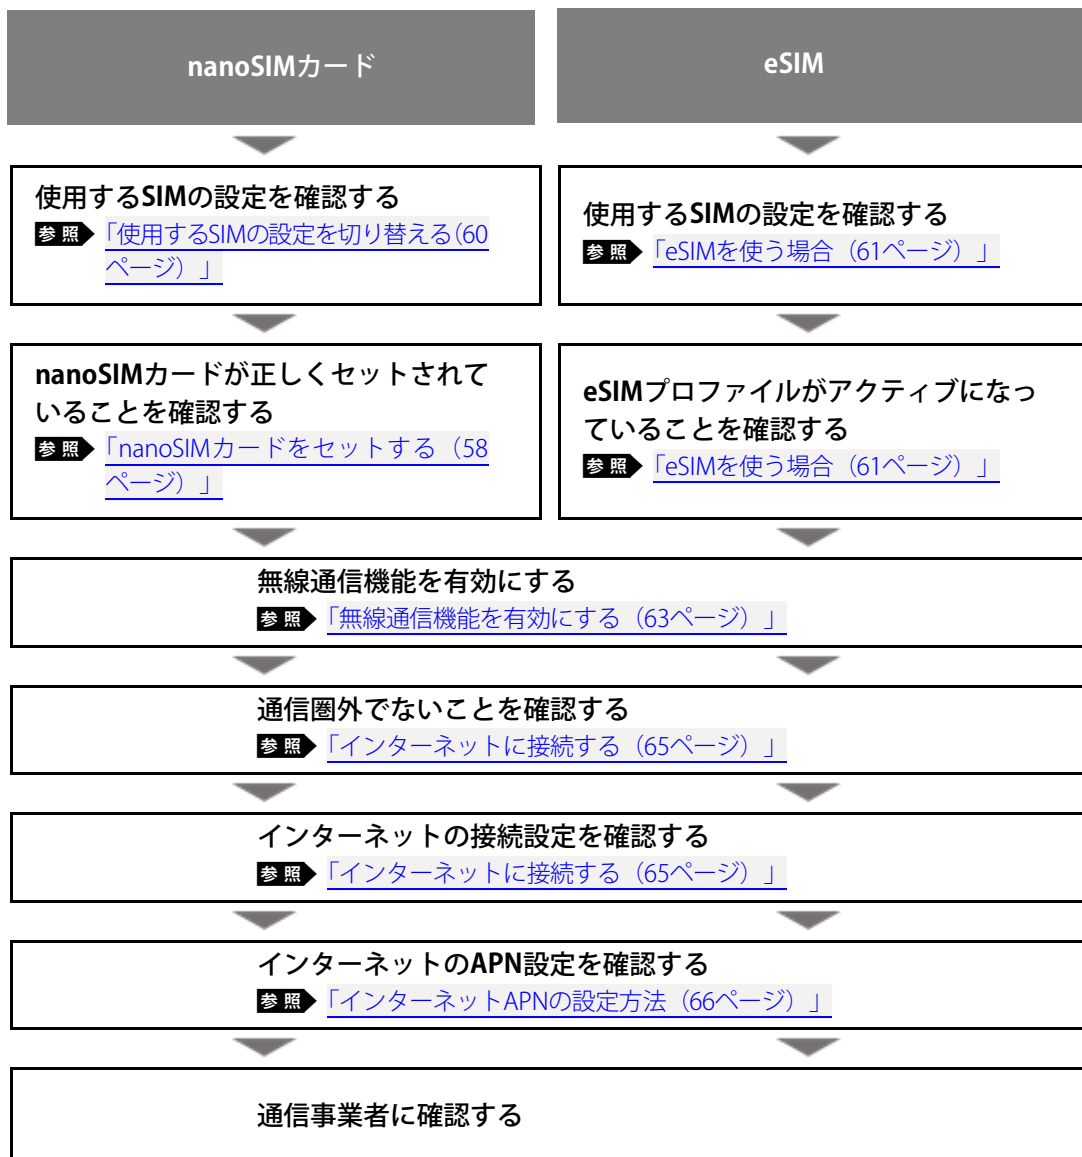 nanoSIMカード
eSIM
使用するSIMの設定を確認する
参照 「使用するSIMの設定を切り替える（60
ページ）」
使用するSIMの設定を確認する
参照 「eSIMを使う場合（61ページ）」
nanoSIMカードが正しくセットされて
いることを確認する
参照 「nanoSIMカードをセットする（58
ページ）」
eSIMプロファイルがアクティブになっ
ていることを確認する
参照 「eSIMを使う場合（61ページ）」
無線通信機能を有効にする
参照 「無線通信機能を有効にする（63ページ）」
通信圏外でないことを確認する
参照 「インターネットに接続する（65ページ）」
インターネットの接続設定を確認する
参照 「インターネットに接続する（65ページ）」
インターネットのAPN設定を確認する
参照 「インターネットAPNの設定方法（66ページ）」
通信事業者に確認する